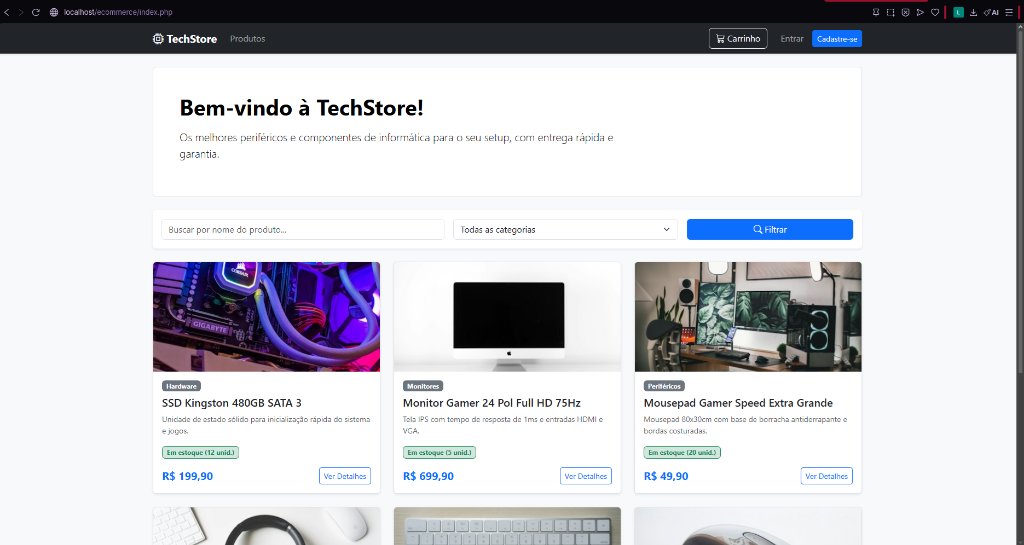 localhost/ecommerce/index.php
AI
TechStore
Produtos
Carrinho
Entrar
Cadastre-se
Bem-vindo à TechStore!
Os melhores periféricos e componentes de informática para o seu setup, com entrega rápida e
garantia.
Buscar por nome do produto...
Todas as categorias
Filtrar
CORSAIR
GIGABYTE
Hardware
SSD Kingston 480GB SATA 3
Unidade de estado sólido para inicialização rápida do sistema
e jogos.
Em estoque (12 unid.)
R$ 199,90
Ver Detalhes
Monitores
Monitor Gamer 24 Pol Full HD 75Hz
Tela IPS com tempo de resposta de 1ms e entradas HDMI e
VGA.
Em estoque (5 unid.)
R$ 699,90
Ver Detalhes
Periféricos
Mousepad Gamer Speed Extra Grande
Mousepad 80x30cm com base de borracha antiderrapante e
bordas costuradas.
Em estoque (20 unid.)
R$ 49,90
Ver Detalhes